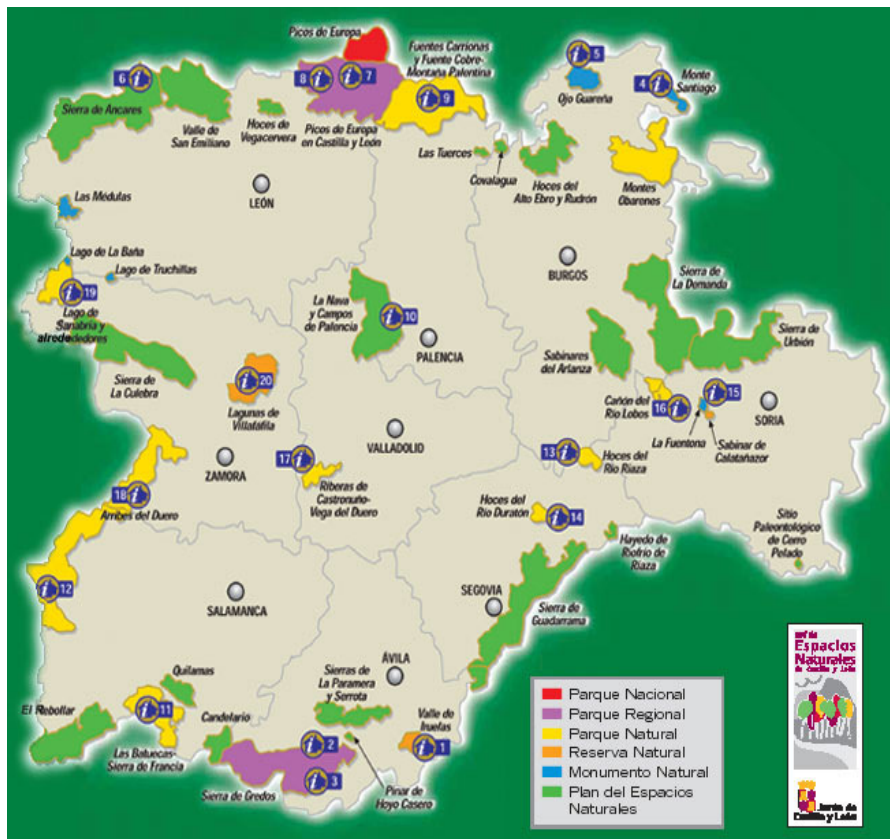 Picos de Europa
Fuentes Carrionas
y Fuente Cobre-
Montaña Palentina
5
6
8
7
9
4
Monte
Santiago
Ojo Guareña
Sierra de Ancares
Valle de
San Emiliano
Hoces de
Vegacervera
Picos de Europa
en Castilla y León
Las Tuerces
Covalagua
Hoces del
Alto Ebro y Rudrón
Montes
Obarenes
Las Médulas
LEÓN
Lago de La Baña
Lago de Truchillas
BURGOS
Sierra de
La Demanda
19
Lago de
Sanabria y
alrededores
La Nava
y Campos
de Palencia
10
PALENCIA
Sierra de
Urbión
Sabinares
del Arlanza
Sierra de
La Culebra
20
Lagunas de
Villafáfila
Cañón del
Río Lobos
16
15
SORIA
La Fuentona
Sabinar de
Calatañazor
VALLADOLID
ZAMORA
17
Riberas de
Castronuño-
Vega del Duero
13
Hoces del
Río Riaza
18
Arribes del Duero
Hoces del
Río Duratón
14
Hayedo de
Riofrío de
Riaza
Sitio
Paleontológico
de Cerro
Pelado
12
SALAMANCA
SEGOVIA
Sierra de
Guadarrama
ÁVILA
Quilamas
Sierras de
La Paramera
y Serrota
El Rebollar
11
Candelario
Valle de
Iruelas
2
1
3
Las Batuecas-
Sierra de Francia
Sierra de Gredos
Pinar de
Hoyo Casero
Parque Nacional
Parque Regional
Parque Natural
Reserva Natural
Monumento Natural
Plan del Espacios
Naturales
red de
Espacios
Naturales
de Castilla y León
Junta de
Castilla y León